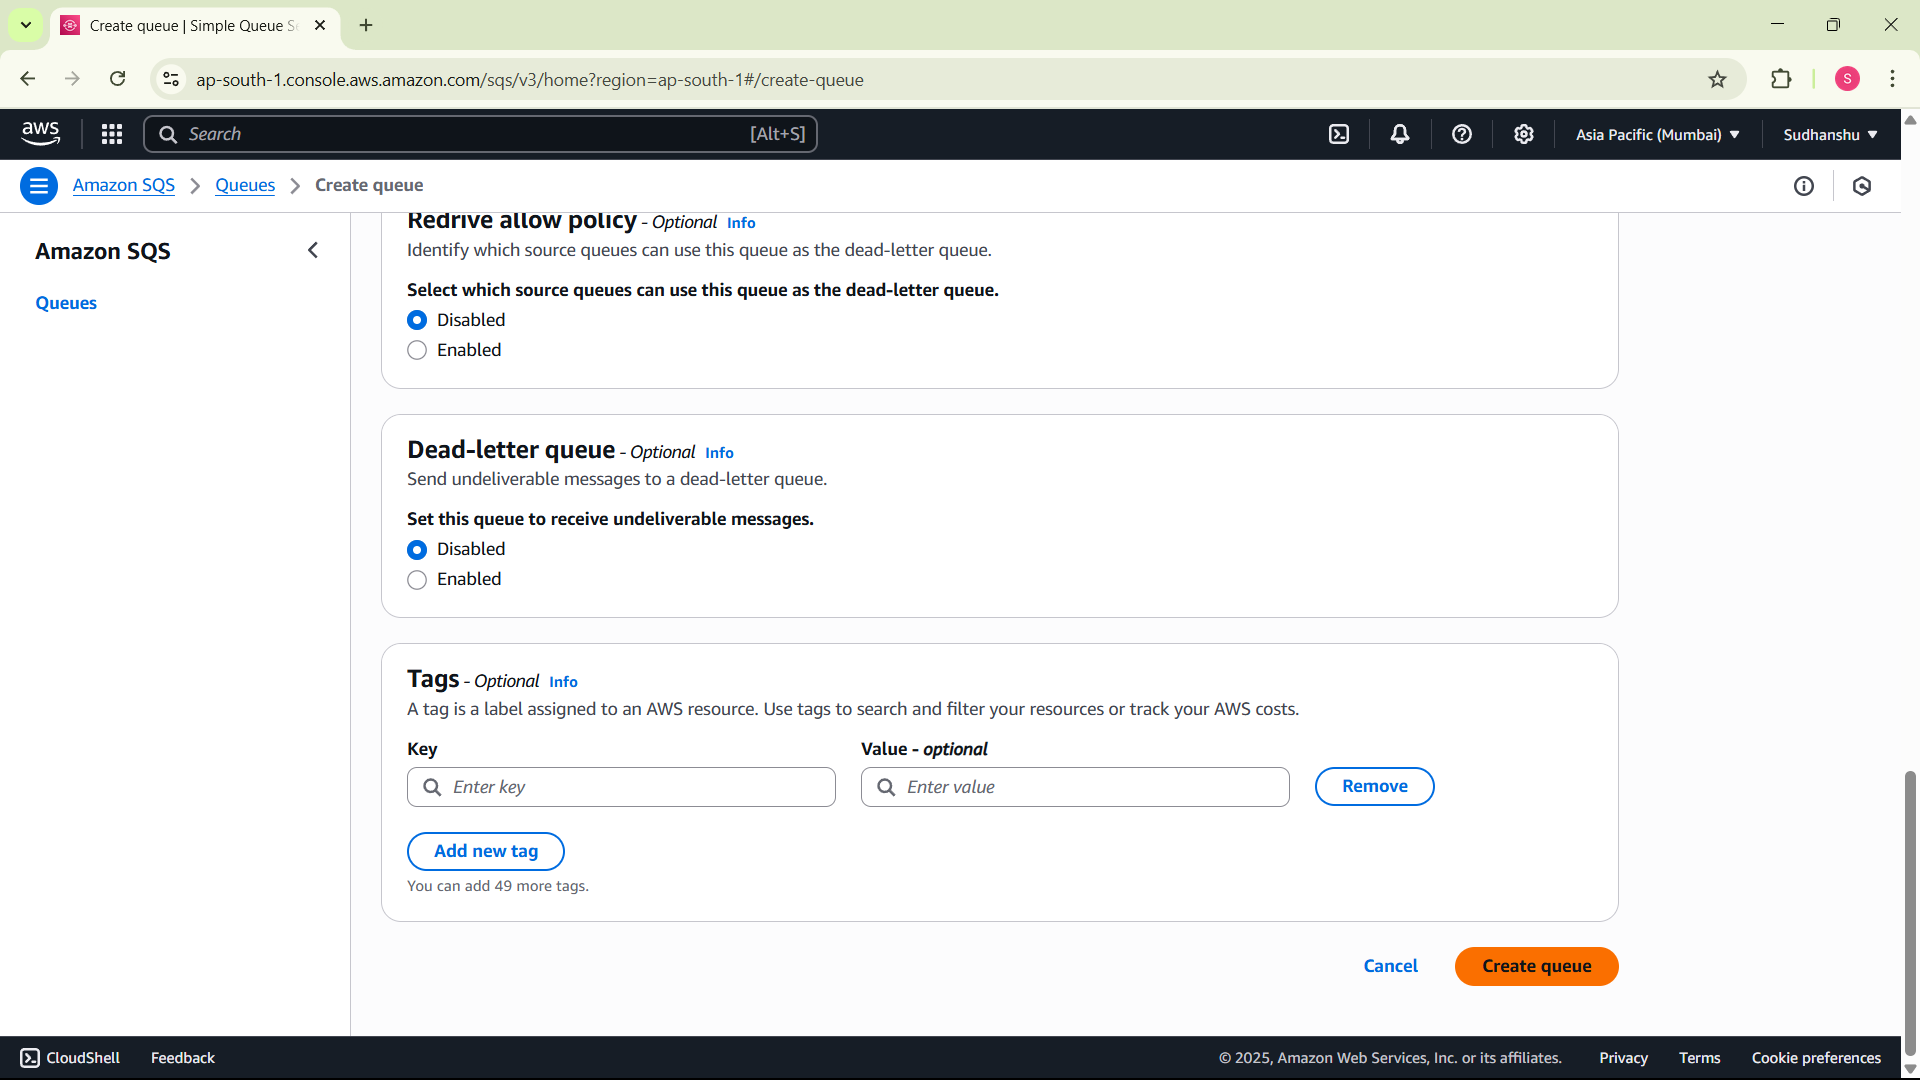 Create queue | Simple Queue S
ap-south-1.console.aws.amazon.com/sqs/v3/home?region=ap-south-1#/create-queue
S
aws
Search
[Alt+S]
Asia Pacific (Mumbai)
Sudhanshu
Amazon SQS
Queues
Create queue
Amazon SQS
Queues
Redrive allow policy - Optional Info
Identify which source queues can use this queue as the dead-letter queue.
Select which source queues can use this queue as the dead-letter queue.
Disabled
Enabled
Dead-letter queue - Optional Info
Send undeliverable messages to a dead-letter queue.
Set this queue to receive undeliverable messages.
Disabled
Enabled
Tags - Optional Info
A tag is a label assigned to an AWS resource. Use tags to search and filter your resources or track your AWS costs.
Key
Value - optional
Enter key
Enter value
Remove
Add new tag
You can add 49 more tags.
Cancel
Create queue
CloudShell
Feedback
© 2025, Amazon Web Services, Inc. or its affiliates.
Privacy
Terms
Cookie preferences